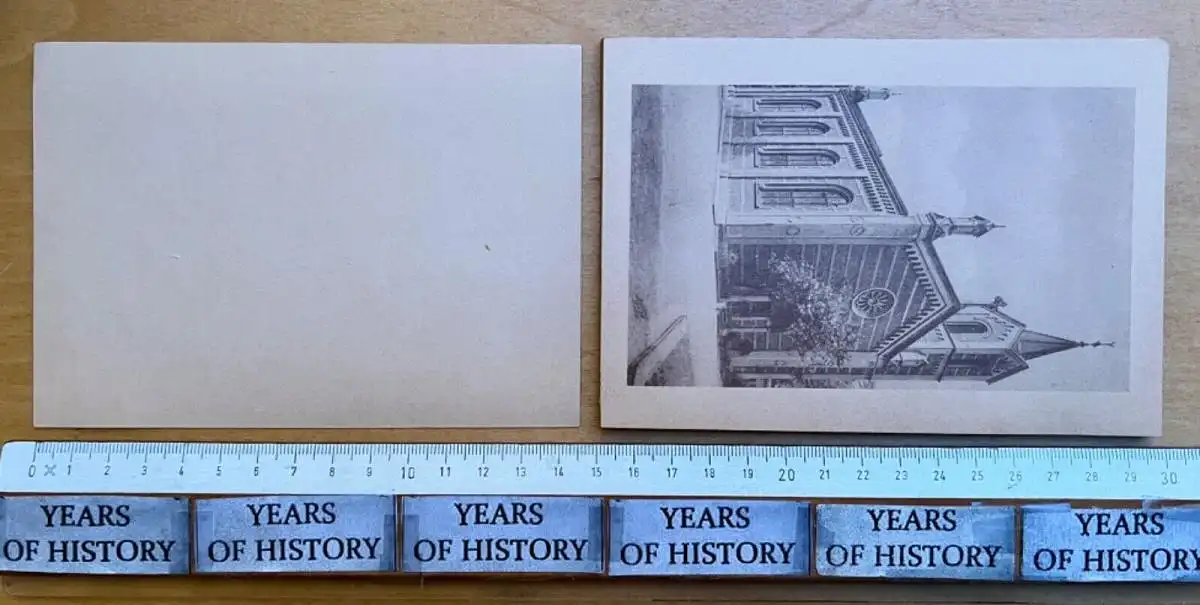 0 1 2 3 4 5 6 7 8 9 10 11 12 13 14 15 16 17 18 19 20 21 22 23 24 25 26 27 28 29 30
YEARS YEARS YEARS YEARS YEARS YEARS
OF HISTORY OF HISTORY OF HISTORY OF HISTORY OF HISTORY OF HISTORY